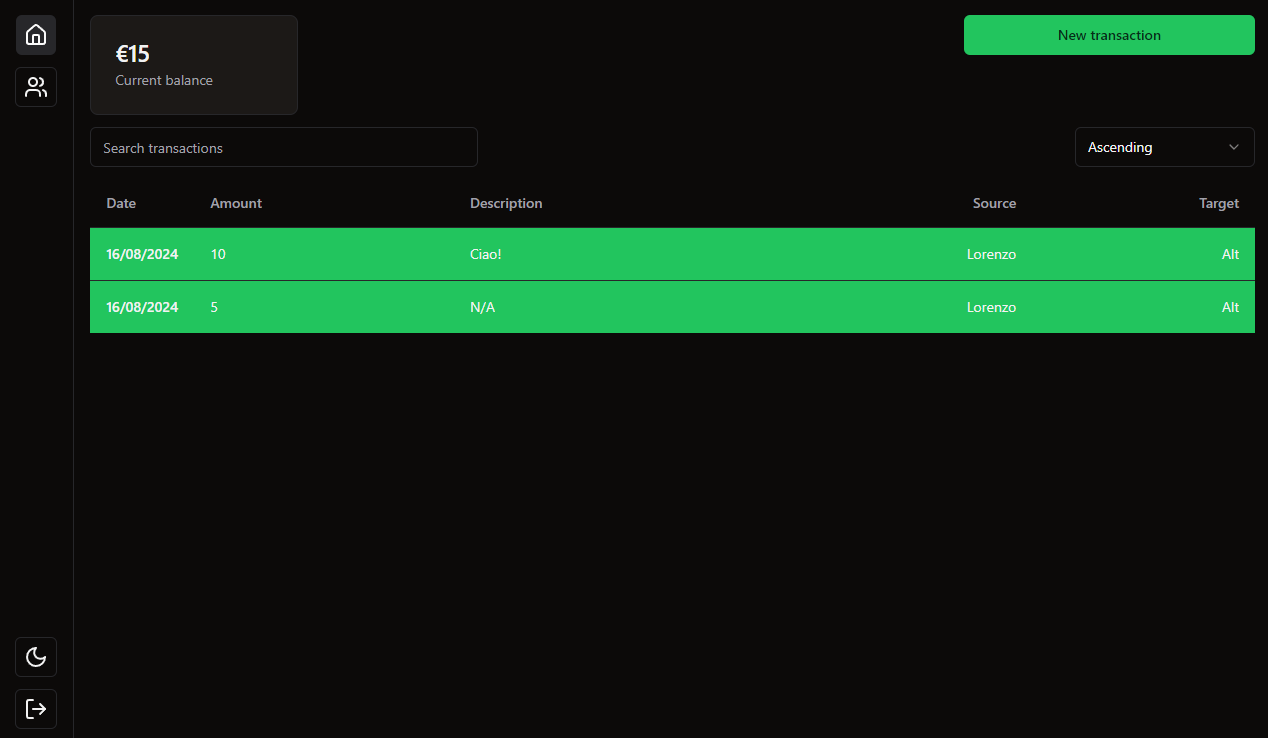 €15
Current balance
New transaction
Search transactions
Ascending
Date Amount Description Source Target
16/08/2024 10 Ciao! Lorenzo Alt
16/08/2024 5 N/A Lorenzo Alt